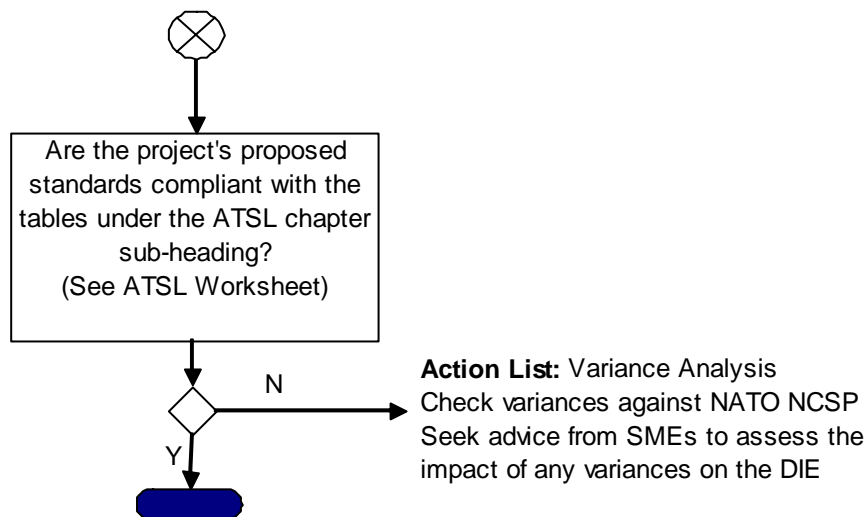 Are the project's proposed
standards compliant with the
tables under the ATSL chapter
sub-heading?
(See ATSL Worksheet)
N
Action List: Variance Analysis
Check variances against NATO NCSP
Seek advice from SMEs to assess the
impact of any variances on the DIE
Y